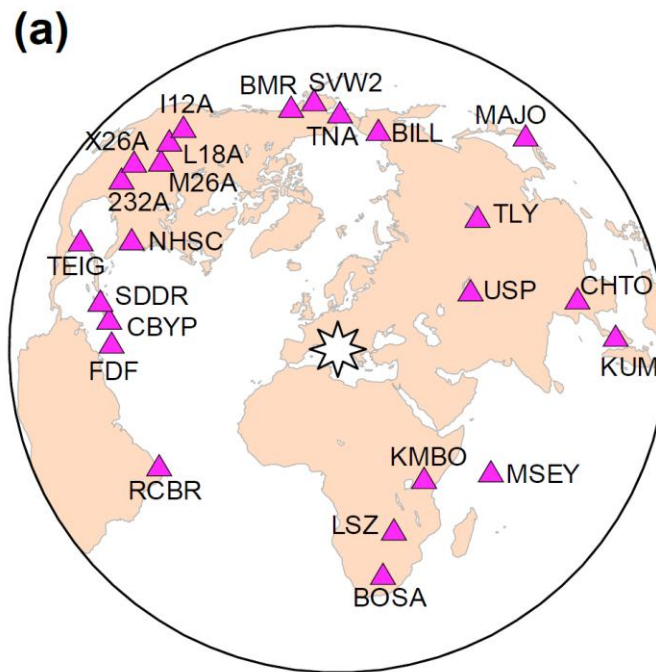 (a)
BMR
SVW2
I12A
TNA
BILL
MAJO
X26A
L18A
M26A
232A
TLY
NHSC
TEIG
USP
CHTO
SDDR
CBYP
FDF
KUM
KMBO
MSEY
RCBR
LSZ
BOSA